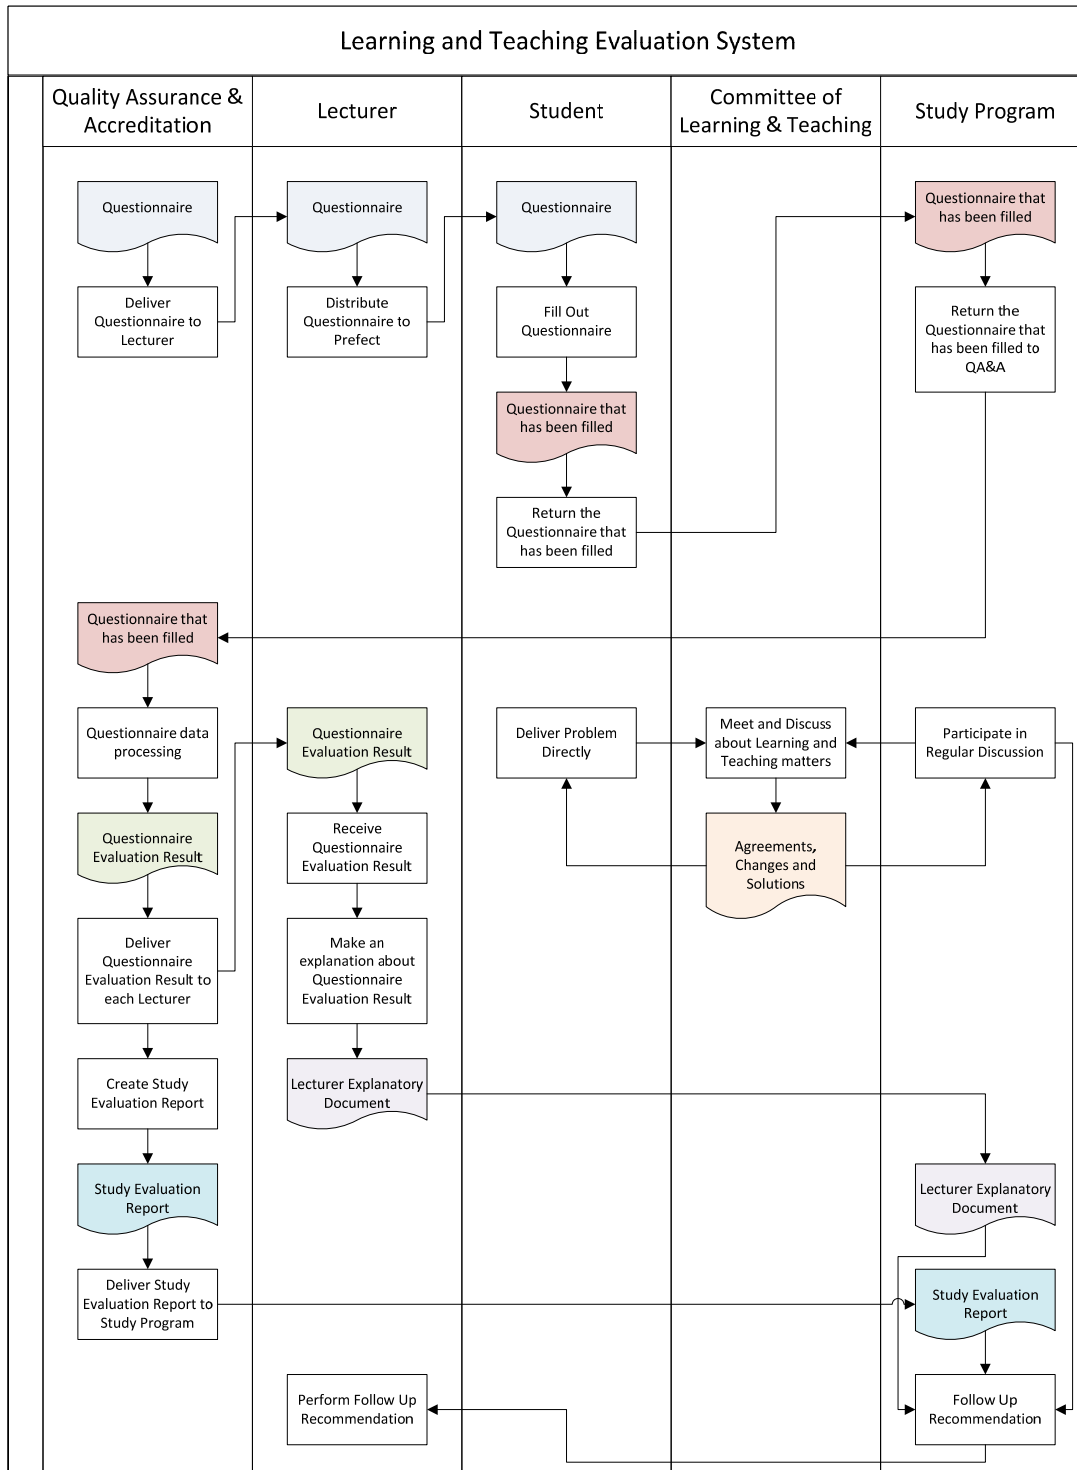 Learning and Teaching Evaluation System
Quality Assurance &
Accreditation
Lecturer
Student
Committee of
Learning & Teaching
Study Program
Questionnaire
Deliver
Questionnaire to
Lecturer
Questionnaire
Distribute
Questionnaire to
Prefect
Questionnaire
Fill Out
Questionnaire
Questionnaire that
has been filled
Return the
Questionnaire that
has been filled
Questionnaire that
has been filled
Return the
Questionnaire that
has been filled to
QA&A
Questionnaire that
has been filled
Questionnaire data
processing
Questionnaire
Evaluation Result
Deliver
Questionnaire
Evaluation Result to
each Lecturer
Create Study
Evaluation Report
Study Evaluation
Report
Deliver Study
Evaluation Report to
Study Program
Questionnaire
Evaluation Result
Receive
Questionnaire
Evaluation Result
Make an
explanation about
Questionnaire
Evaluation Result
Lecturer Explanatory
Document
Perform Follow Up
Recommendation
Deliver Problem
Directly
Meet and Discuss
about Learning and
Teaching matters
Agreements,
Changes and
Solutions
Participate in
Regular Discussion
Lecturer Explanatory
Document
Study Evaluation
Report
Follow Up
Recommendation